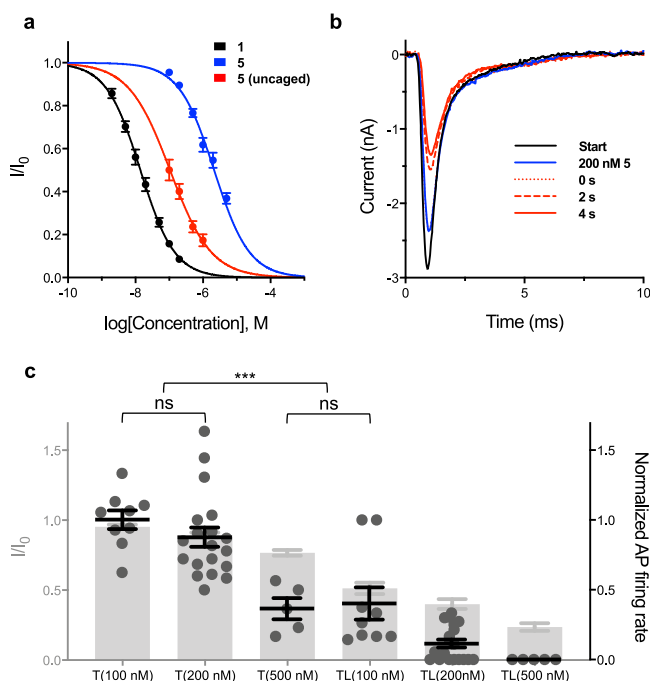 a
1
5
5 (uncaged)
I/I0
1.0
0.8
0.6
0.4
0.2
0.0
-10
-8
-6
-4
log[Concentration], M
b
Current (nA)
0
-1
-2
-3
Start
200 nM 5
0 s
2 s
4 s
0
5
10
Time (ms)
c
***
ns
ns
I/I0
1.5
1.0
0.5
0.0
1.5
1.0
0.5
0.0
Normalized AP firing rate
T(100 nM)
T(200 nM)
T(500 nM)
TL(100 nM)
TL(200nM)
TL(500 nM)